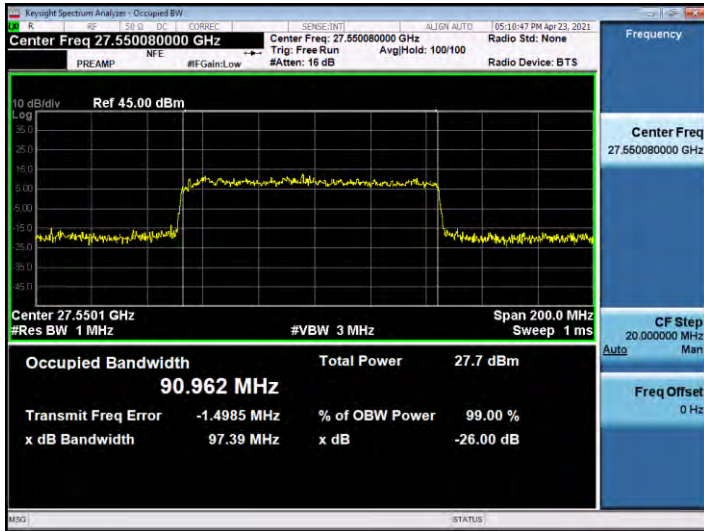 Keysight Spectrum Analyzer - Occupied BW
R RF 50 Ω DC CORREC SENSE:INT ALIGN AUTO 05:10:47 PM Apr 23, 2021
Center Freq 27.550080000 GHz Center Freq: 27.550080000 GHz Radio Std: None Frequency
NFE Trig: Free Run Avg|Hold: 100/100
PREAMP #IFGain:Low #Atten: 16 dB Radio Device: BTS
10 dB/div Ref 45.00 dBm
Log
35.0
25.0
15.0
5.00
-5.00
-15.0
-25.0
-35.0
-45.0
Center 27.5501 GHz Span 200.0 MHz
#Res BW 1 MHz #VBW 3 MHz Sweep 1 ms
Occupied Bandwidth Total Power 27.7 dBm
90.962 MHz
Transmit Freq Error -1.4985 MHz % of OBW Power 99.00 %
x dB Bandwidth 97.39 MHz x dB -26.00 dB
Center Freq
27.550080000 GHz
CF Step
20.000000 MHz
Auto Man
Freq Offset
0 Hz
MSG STATUS